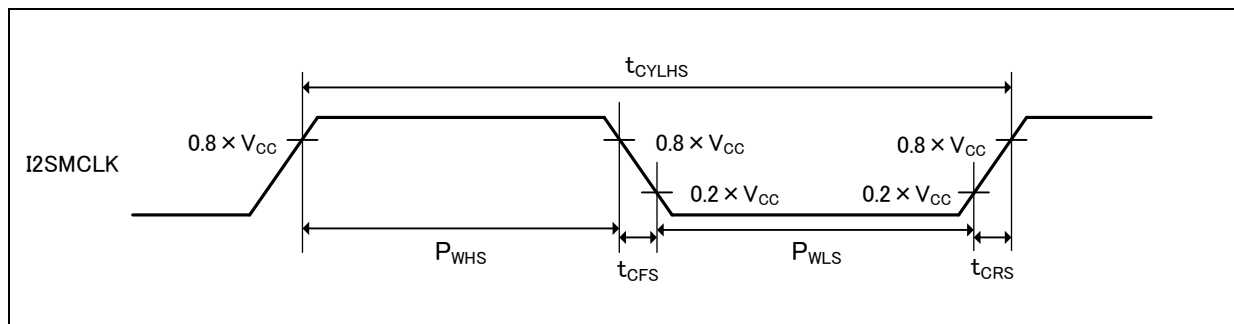 tCYLHS
0.8 × VCC
0.8 × VCC
0.8 × VCC
I2SMCLK
0.2 × VCC
0.2 × VCC
PWHS
PWLS
tCFS
tCRS